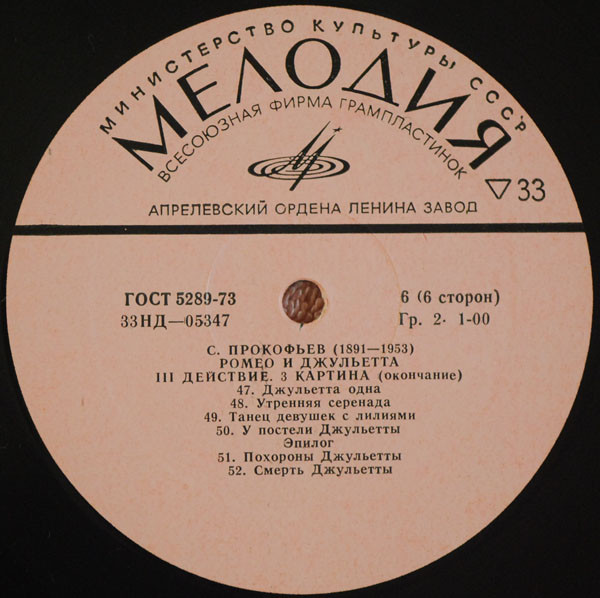 МИНИСТЕРСТВО КУЛЬТУРЫ СССР
МЕЛОДИЯ
ВСЕСОЮЗНАЯ ФИРМА ГРАМПЛАСТИНОК
▽ 33
АПРЕЛЕВСКИЙ ОРДЕНА ЛЕНИНА ЗАВОД
ГОСТ 5289-73
6 (6 сторон)
33НД—05347
Гр. 2· 1-00
С. ПРОКОФЬЕВ (1891—1953)
РОМЕО И ДЖУЛЬЕТТА
III ДЕЙСТВИЕ. 3 КАРТИНА (окончание)
47. Джульетта одна
48. Утренняя серенада
49. Танец девушек с лилиями
50. У постели Джульетты
Эпилог
51. Похороны Джульетты
52. Смерть Джульетты